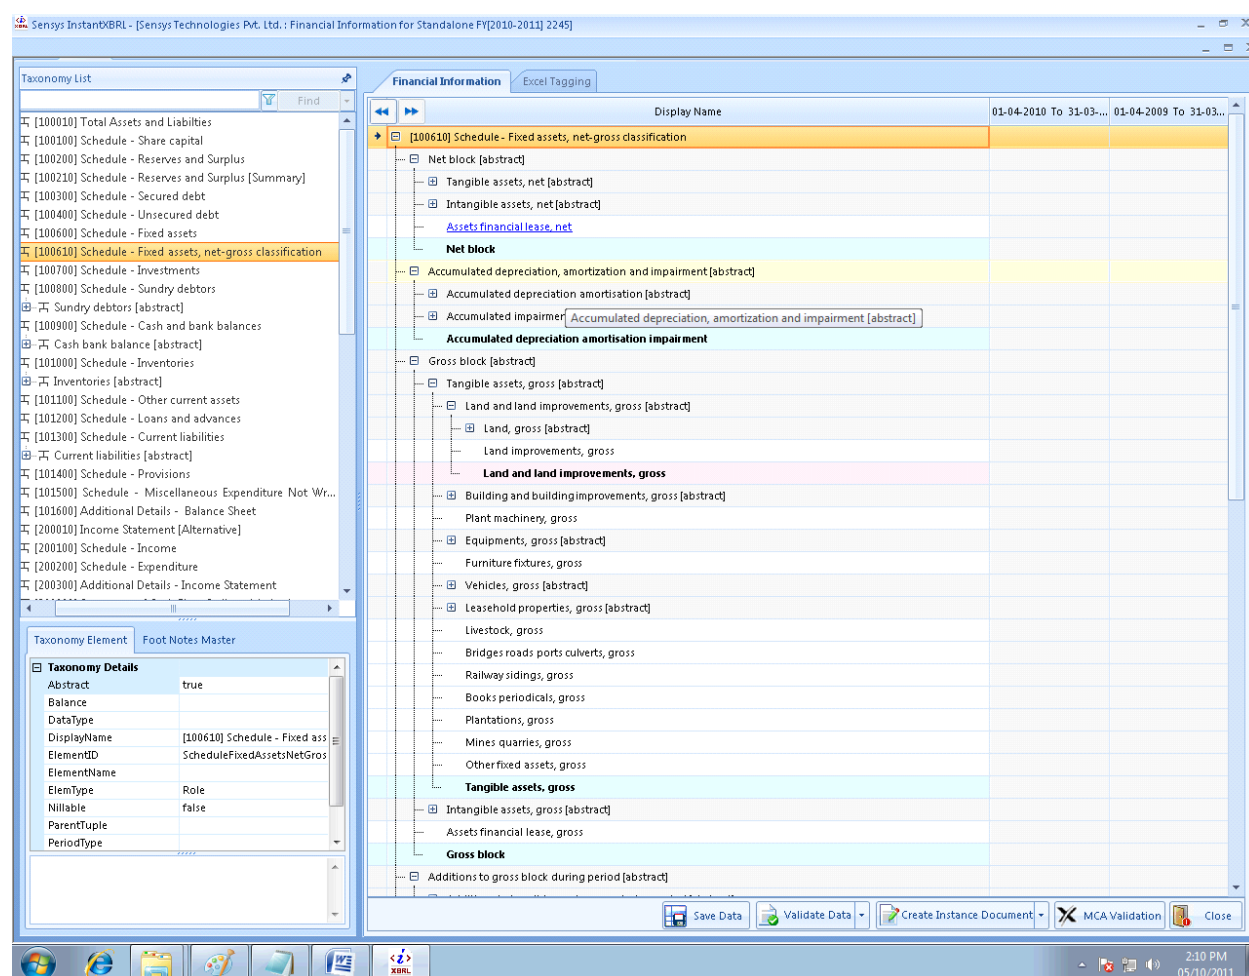 Sensys InstantXBRL - [Sensys Technologies Pvt. Ltd. : Financial Information for Standalone FY[2010-2011] 2245]
Taxonomy List
Find
[100010] Total Assets and Liabilties
[100100] Schedule - Share capital
[100200] Schedule - Reserves and Surplus
[100210] Schedule - Reserves and Surplus [Summary]
[100300] Schedule - Secured debt
[100400] Schedule - Unsecured debt
[100600] Schedule - Fixed assets
[100610] Schedule - Fixed assets, net-gross classification
[100700] Schedule - Investments
[100800] Schedule - Sundry debtors
Sundry debtors [abstract]
[100900] Schedule - Cash and bank balances
Cash bank balance [abstract]
[101000] Schedule - Inventories
Inventories [abstract]
[101100] Schedule - Other current assets
[101200] Schedule - Loans and advances
[101300] Schedule - Current liabilities
Current liabilities [abstract]
[101400] Schedule - Provisions
[101500] Schedule - Miscellaneous Expenditure Not Wr...
[101600] Additional Details - Balance Sheet
[200010] Income Statement [Alternative]
[200100] Schedule - Income
[200200] Schedule - Expenditure
[200300] Additional Details - Income Statement
Taxonomy Element Foot Notes Master
Taxonomy Details
Abstract true
Balance
DataType
DisplayName [100610] Schedule - Fixed ass
ElementID ScheduleFixedAssetsNetGros
ElementName
ElemType Role
Nillable false
ParentTuple
PeriodType
Financial Information Excel Tagging
Display Name 01-04-2010 To 31-03-... 01-04-2009 To 31-03...
[100610] Schedule - Fixed assets, net-gross classification
Net block [abstract]
Tangible assets, net [abstract]
Intangible assets, net [abstract]
Assets financial lease, net
Net block
Accumulated depreciation, amortization and impairment [abstract]
Accumulated depreciation amortisation [abstract]
Accumulated impairmen Accumulated depreciation, amortization and impairment [abstract]
Accumulated depreciation amortisation impairment
Gross block [abstract]
Tangible assets, gross [abstract]
Land and land improvements, gross [abstract]
Land, gross [abstract]
Land improvements, gross
Land and land improvements, gross
Building and building improvements, gross [abstract]
Plant machinery, gross
Equipments, gross [abstract]
Furniture fixtures, gross
Vehicles, gross [abstract]
Leasehold properties, gross [abstract]
Livestock, gross
Bridges roads ports culverts, gross
Railway sidings, gross
Books periodicals, gross
Plantations, gross
Mines quarries, gross
Other fixed assets, gross
Tangible assets, gross
Intangible assets, gross [abstract]
Assets financial lease, gross
Gross block
Additions to gross block during period [abstract]
Save Data Validate Data Create Instance Document MCA Validation Close
XBRL
2:10 PM
05/10/2011